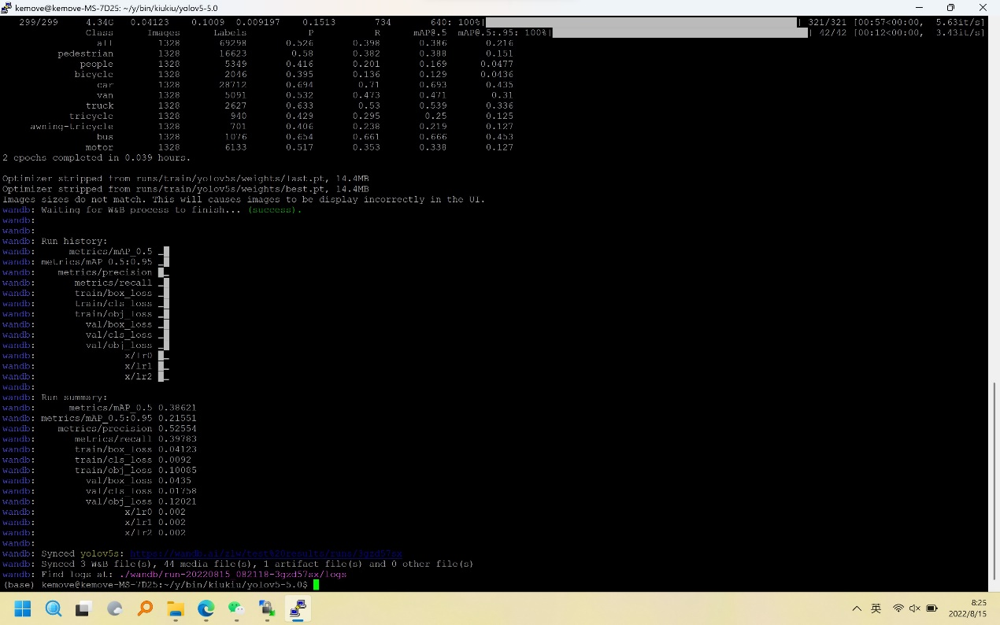 kemove@kemove-MS-7D25: ~/y/bin/kiukiu/yolov5-5.0
299/299 4.34G 0.04123 0.1009 0.009197 0.1513 734 640: 100%| | 321/321 [00:57<00:00, 5.63it/s]
Class Images Labels P R mAP@.5 mAP@.5:.95: 100%| | 42/42 [00:12<00:00, 3.43it/s]
all 1328 69298 0.526 0.398 0.386 0.216
pedestrian 1328 16623 0.58 0.382 0.388 0.151
people 1328 5349 0.416 0.201 0.169 0.0477
bicycle 1328 2046 0.395 0.136 0.129 0.0436
car 1328 28712 0.694 0.71 0.693 0.435
van 1328 5091 0.532 0.473 0.471 0.31
truck 1328 2627 0.633 0.53 0.539 0.336
tricycle 1328 940 0.429 0.295 0.25 0.125
awning-tricycle 1328 701 0.406 0.238 0.219 0.127
bus 1328 1076 0.654 0.661 0.666 0.453
motor 1328 6133 0.517 0.353 0.338 0.127
2 epochs completed in 0.039 hours.
Optimizer stripped from runs/train/yolov5s/weights/last.pt, 14.4MB
Optimizer stripped from runs/train/yolov5s/weights/best.pt, 14.4MB
Images sizes do not match. This will causes images to be display incorrectly in the UI.
wandb: Waiting for W&B process to finish... (success).
wandb:
wandb:
wandb: Run history:
wandb: metrics/mAP_0.5
wandb: metrics/mAP_0.5:0.95
wandb: metrics/precision
wandb: metrics/recall
wandb: train/box_loss
wandb: train/cls_loss
wandb: train/obj_loss
wandb: val/box_loss
wandb: val/cls_loss
wandb: val/obj_loss
wandb: x/lr0
wandb: x/lr1
wandb: x/lr2
wandb:
wandb: Run summary:
wandb: metrics/mAP_0.5 0.38621
wandb: metrics/mAP_0.5:0.95 0.21551
wandb: metrics/precision 0.52554
wandb: metrics/recall 0.39783
wandb: train/box_loss 0.04123
wandb: train/cls_loss 0.0092
wandb: train/obj_loss 0.10085
wandb: val/box_loss 0.0435
wandb: val/cls_loss 0.01758
wandb: val/obj_loss 0.12021
wandb: x/lr0 0.002
wandb: x/lr1 0.002
wandb: x/lr2 0.002
wandb:
wandb: Synced yolov5s: https://wandb.ai/zlw/test%20results/runs/3gzd57sx
wandb: Synced 3 W&B file(s), 44 media file(s), 1 artifact file(s) and 0 other file(s)
wandb: Find logs at: ./wandb/run-20220815_082118-3gzd57sx/logs
(base) kemove@kemove-MS-7D25:~/y/bin/kiukiu/yolov5-5.0$
英
8:25
2022/8/15